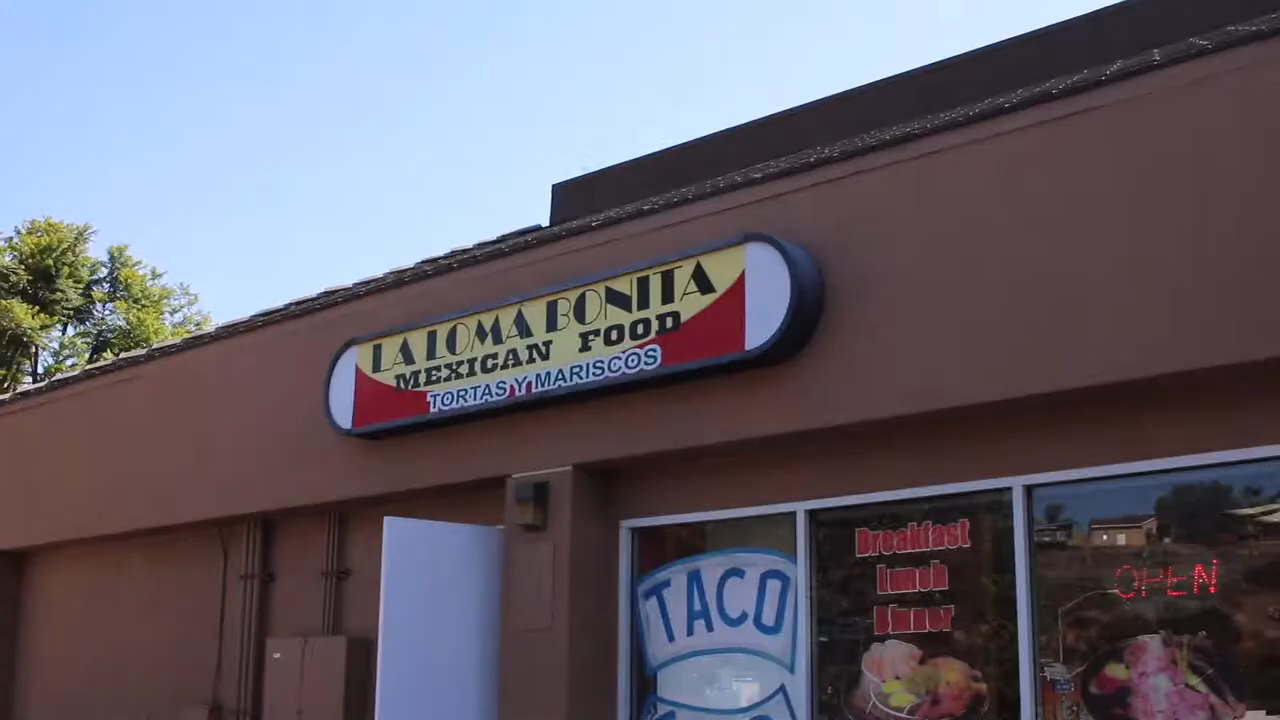 LA LOMA BONITA
MEXICAN FOOD
TORTAS Y MARISCOS
TACO
Breakfast
Lunch
Dinner
OPEN